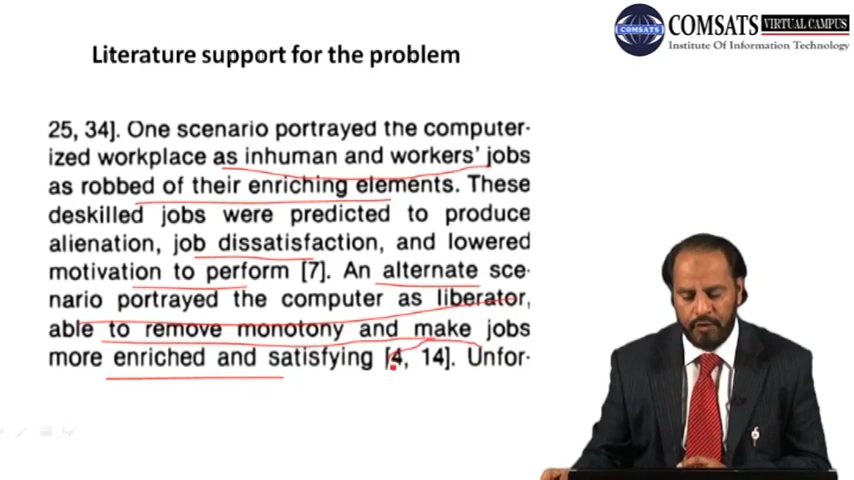 COMSATS VIRTUAL CAMPUS
COMSATS
Institute Of Information Technology
Literature support for the problem
25, 34]. One scenario portrayed the computer-
ized workplace as inhuman and workers' jobs
as robbed of their enriching elements. These
deskilled jobs were predicted to produce
alienation, job dissatisfaction, and lowered
motivation to perform [7]. An alternate sce-
nario portrayed the computer as liberator,
able to remove monotony and make jobs
more enriched and satisfying [4, 14]. Unfor-